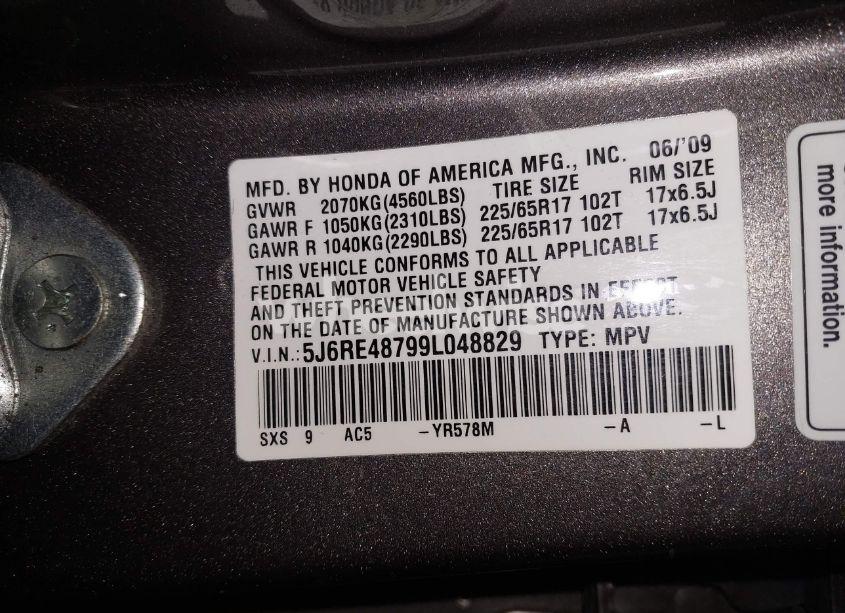 MFD. BY HONDA OF AMERICA MFG., INC. 06/'09
GVWR 2070KG(4560LBS) TIRE SIZE RIM SIZE
GAWR F 1050KG(2310LBS) 225/65R17 102T 17x6.5J
GAWR R 1040KG(2290LBS) 225/65R17 102T 17x6.5J
THIS VEHICLE CONFORMS TO ALL APPLICABLE
FEDERAL MOTOR VEHICLE SAFETY
AND THEFT PREVENTION STANDARDS IN EFFECT
ON THE DATE OF MANUFACTURE SHOWN ABOVE.
V.I.N.: 5J6RE48799L048829 TYPE: MPV
SXS 9 AC5 -YR578M -A -L
more information.